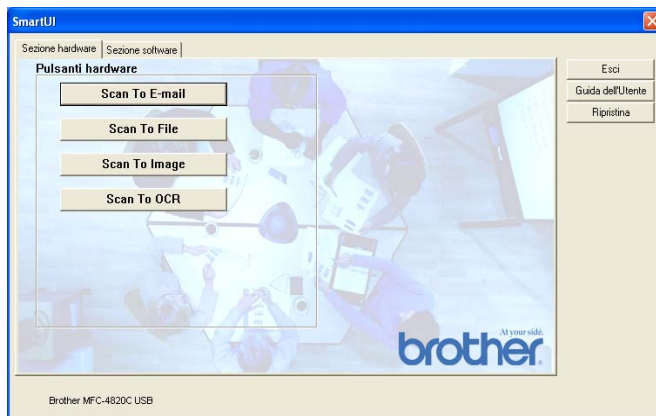 SmartUI
Sezione hardware Sezione software
Pulsanti hardware
Scan To E-mail
Scan To File
Scan To Image
Scan To OCR
Esci
Guida dell'Utente
Ripristina
At your side.
brother
Brother MFC-4820C USB